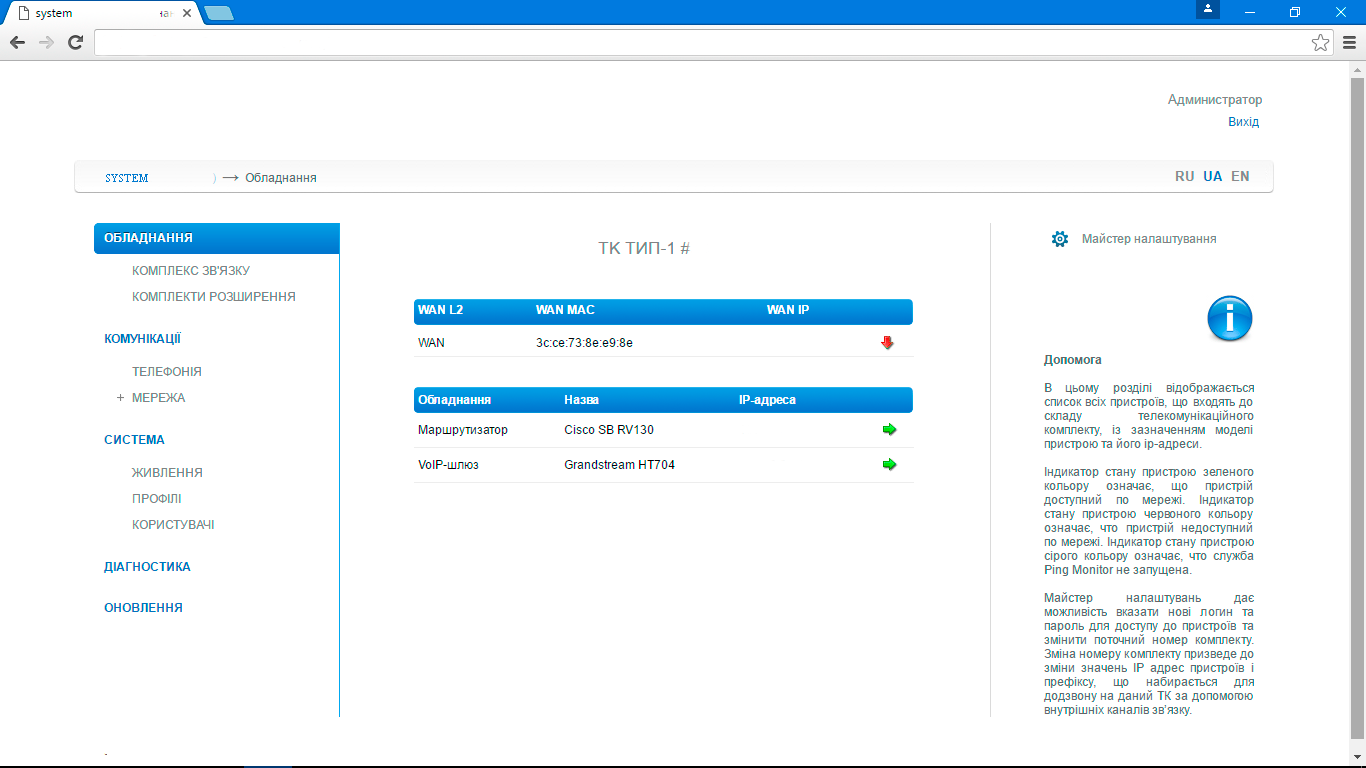 system
Администратор
Вихід
SYSTEM ) → Обладнання
RU UA EN
ОБЛАДНАННЯ
КОМПЛЕКС ЗВ'ЯЗКУ
КОМПЛЕКТИ РОЗШИРЕННЯ
КОМУНІКАЦІЇ
ТЕЛЕФОНІЯ
+ МЕРЕЖА
СИСТЕМА
ЖИВЛЕННЯ
ПРОФІЛІ
КОРИСТУВАЧІ
ДІАГНОСТИКА
ОНОВЛЕННЯ
ТК ТИП-1 #
WAN L2 WAN MAC WAN IP
WAN 3c:ce:73:8e:e9:8e
Обладнання Назва IP-адреса
Маршрутизатор Cisco SB RV130
VoIP-шлюз Grandstream HT704
Майстер налаштування
Допомога
В цьому розділі відображається
список всіх пристроїв, що входять до
складу телекомунікаційного
комплекту, із зазначенням моделі
пристрою та його ір-адреси.
Індикатор стану пристрою зеленого
кольору означає, що пристрій
доступний по мережі. Індикатор
стану пристрою червоного кольору
означає, что пристрій недоступний
по мережі. Індикатор стану пристрою
сірого кольору означає, что служба
Ping Monitor не запущена.
Майстер налаштувань дає
можливість вказати нові логин та
пароль для доступу до пристроїв та
змінити поточний номер комплекту.
Зміна номеру комплекту призведе до
зміни значень IP адрес пристроїв і
префіксу, що набирається для
додзвону на даний ТК за допомогою
внутрішніх каналів зв'язку.